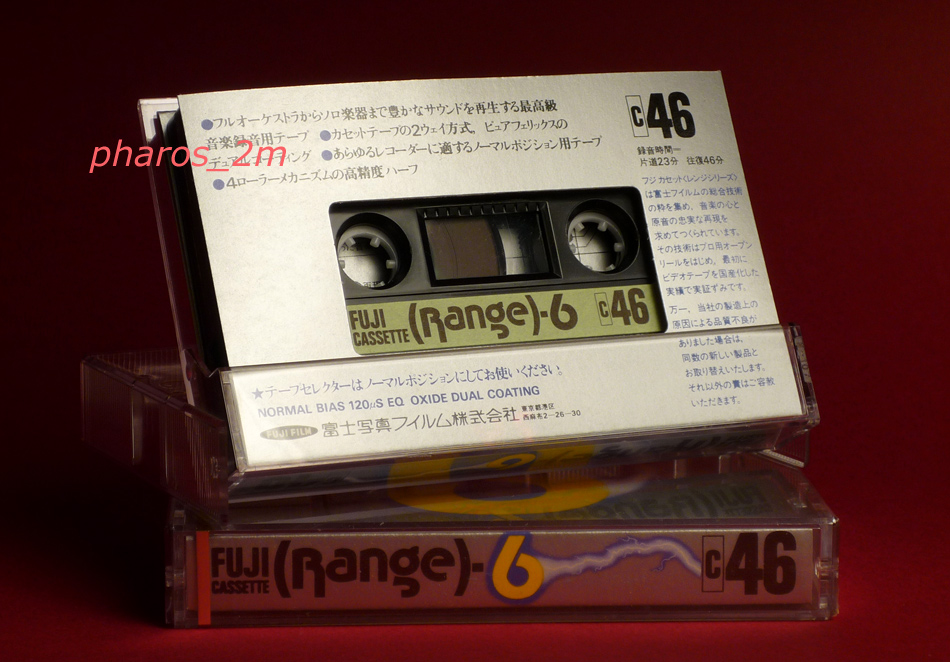 ●フルオーケストラからソロ楽器まで豊かなサウンドを再生する最高級
音楽録音用テープ ●カセットテープの2ウェイ方式，ピュアフェリックスの
デュアルコーティング ●あらゆるレコーダーに適するノーマルポジション用テープ
●4ローラーメカニズムの高精度ハーフ
pharos_2m
C46
録音時間—
片道23分 往復46分
フジカセット〈レンジシリーズ〉
は富士フイルムの総合技術
の粋を集め，音楽の心と
原音の忠実な再現を
求めてつくられています。
その技術はプロ用オープン
リールをはじめ，最初に
ビデオテープを国産化した
実績で実証ずみです。
万一，当社の製造上の
原因による品質不良が
ありました場合は，
同数の新しい製品と
お取り替えいたします。
それ以外の責はご容赦
いただきます。
FUJI
CASSETTE
(Range)-6
C46
★テープセレクターはノーマルポジションにしてお使いください。
NORMAL BIAS 120μS EQ OXIDE DUAL COATING
FUJI FILM 富士写真フイルム株式会社
東京都港区
西麻布2—26—30
FUJI
CASSETTE
(Range)-6
C46